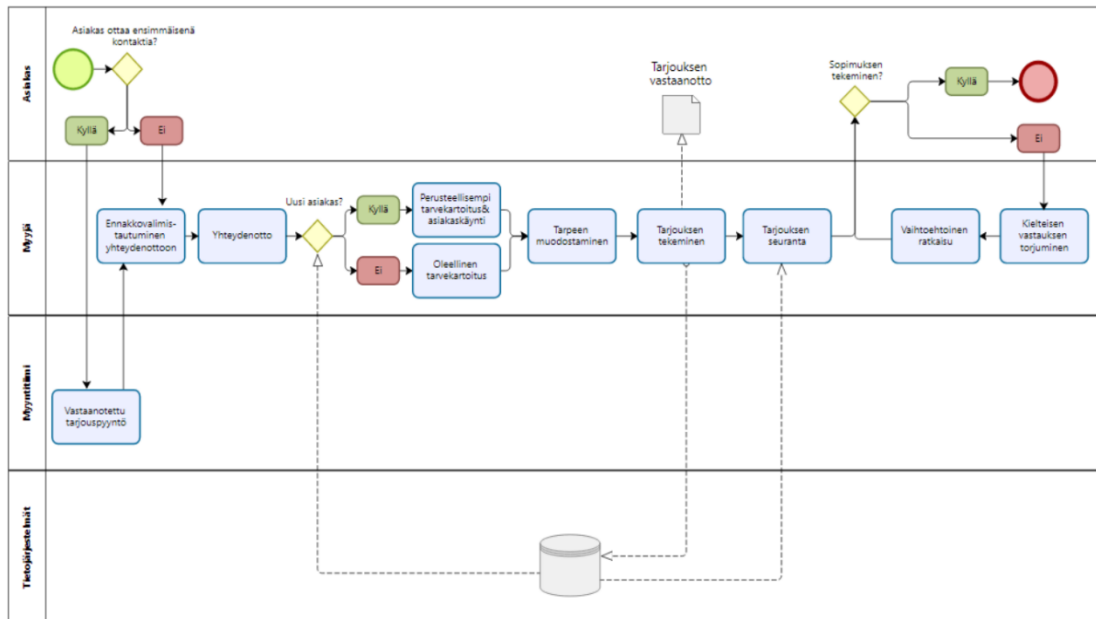 Asiakas
Asiakas ottaa ensimmäisenä
kontaktia?
Kyllä
Ei
Tarjouksen
vastaanotto
Sopimuksen
tekeminen?
Kyllä
Ei
Myyjä
Ennakkovalimis-
tautuminen
yhteydenottoon
Yhteydenotto
Uusi asiakas?
Kyllä
Ei
Perusteellisempi
tarvekartoitus&
asiakaskäynti
Oleellinen
tarvekartoitus
Tarpeen
muodostaminen
Tarjouksen
tekeminen
Tarjouksen
seuranta
Vaihtoehtoinen
ratkaisu
Kielteisen
vastauksen
torjuminen
Myyntitiimi
Vastaanotettu
tarjouspyyntö
Tietojärjestelmät